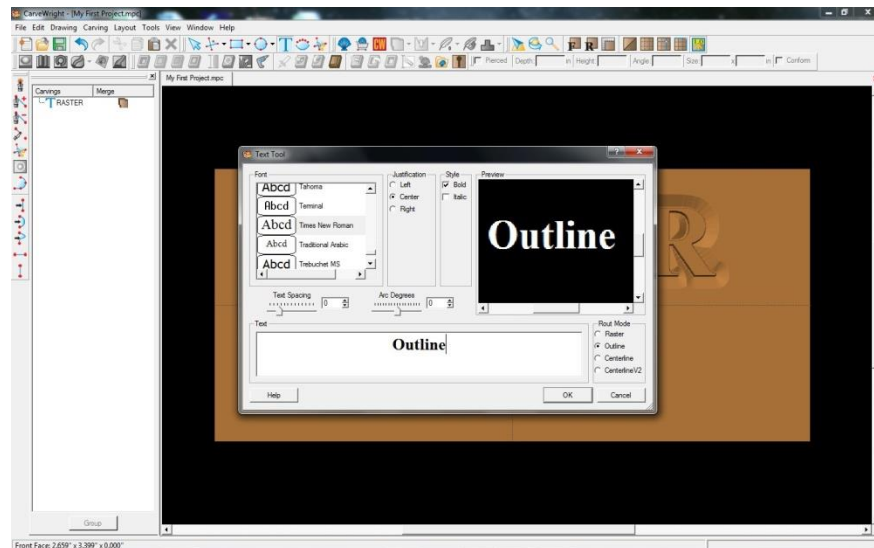 CarveWright - [My First Project.mpc]
File Edit Drawing Carving Layout Tools View Window Help
Pierced Depth: in Height: Angle: Size: x in Conform
Carvings Merge
RASTER
My First Project.mpc
Text Tool
Font
Abcd Tahoma
Abcd Terminal
Abcd Times New Roman
Abcd Traditional Arabic
Abcd Trebuchet MS
Justification
Left
Center
Right
Style
Bold
Italic
Preview
Outline
Text Spacing
0
Arc Degrees
0
Text
Outline
Rout Mode
Raster
Outline
Centerline
CenterlineV2
Help OK Cancel
R
Group
Front Face: 2.659" x 3.399" x 0.000"